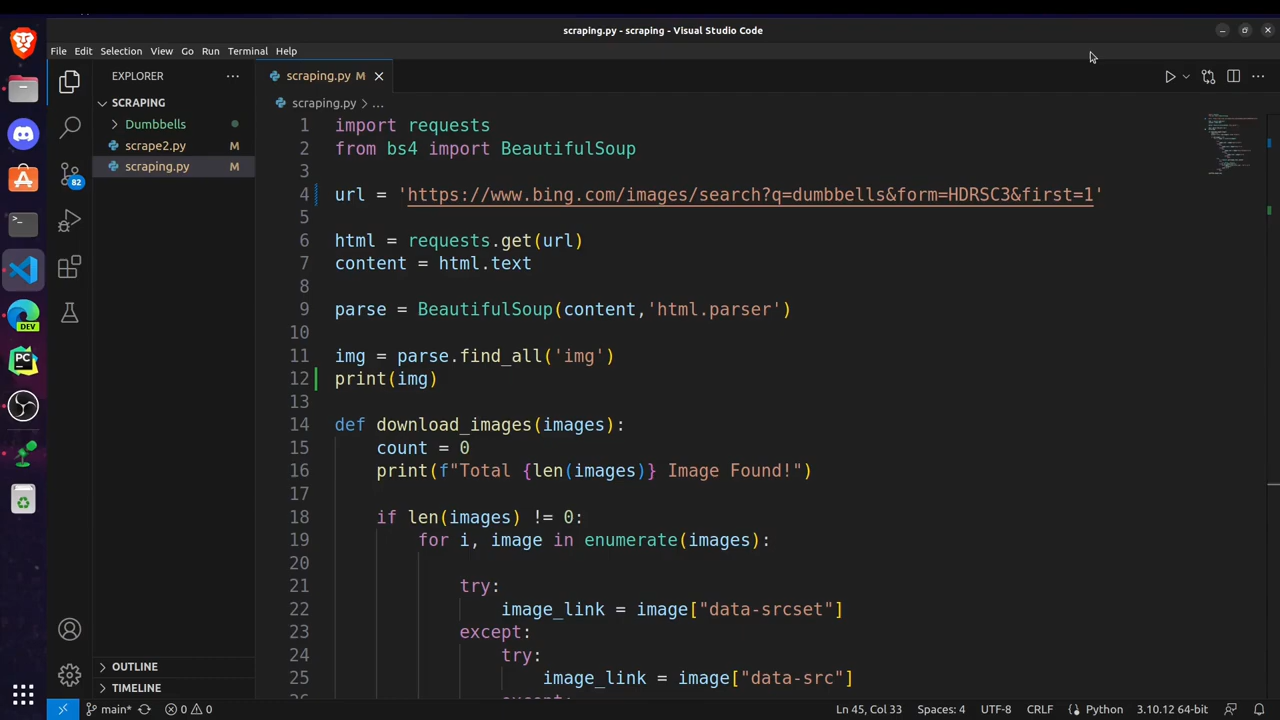 scraping.py - scraping - Visual Studio Code
File Edit Selection View Go Run Terminal Help
EXPLORER
SCRAPING
Dumbbells
scrape2.py M
scraping.py M
82
DEV
PC
OUTLINE
TIMELINE
scraping.py M
scraping.py > ...
1 import requests
2 from bs4 import BeautifulSoup
3
4 url = 'https://www.bing.com/images/search?q=dumbbells&form=HDRSC3&first=1'
5
6 html = requests.get(url)
7 content = html.text
8
9 parse = BeautifulSoup(content,'html.parser')
10
11 img = parse.find_all('img')
12 print(img)
13
14 def download_images(images):
15 count = 0
16 print(f"Total {len(images)} Image Found!")
17
18 if len(images) != 0:
19 for i, image in enumerate(images):
20
21 try:
22 image_link = image["data-srcset"]
23 except:
24 try:
25 image_link = image["data-src"]
main* 0 0 Ln 45, Col 33 Spaces: 4 UTF-8 CRLF Python 3.10.12 64-bit